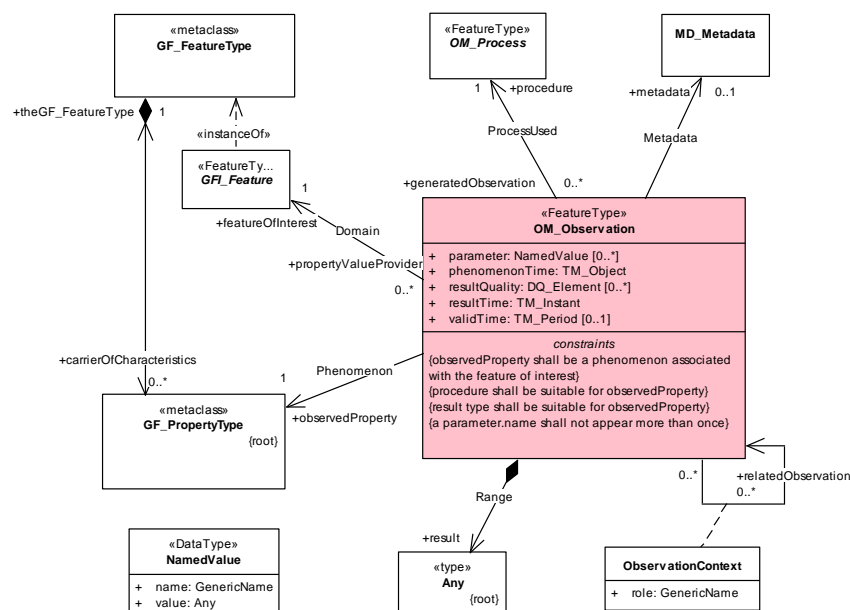 «metaclass»
GF_FeatureType
«FeatureType»
OM_Process
MD_Metadata
+theGF_FeatureType
1
1
+procedure
+metadata
0..1
«instanceOf»
ProcessUsed
Metadata
«FeatureTy...
GFI_Feature
1
+generatedObservation
0..*
+featureOfInterest
Domain
+propertyValueProvider
0..*
«FeatureType»
OM_Observation
+ parameter: NamedValue [0..*]
+ phenomenonTime: TM_Object
+ resultQuality: DQ_Element [0..*]
+ resultTime: TM_Instant
+ validTime: TM_Period [0..1]
constraints
{observedProperty shall be a phenomenon associated
with the feature of interest}
{procedure shall be suitable for observedProperty}
{result type shall be suitable for observedProperty}
{a parameter.name shall not appear more than once}
+carrierOfCharacteristics
0..*
1
Phenomenon
+observedProperty
«metaclass»
GF_PropertyType
{root}
0..*
+relatedObservation
0..*
Range
+result
«DataType»
NamedValue
+ name: GenericName
+ value: Any
«type»
Any
{root}
ObservationContext
+ role: GenericName